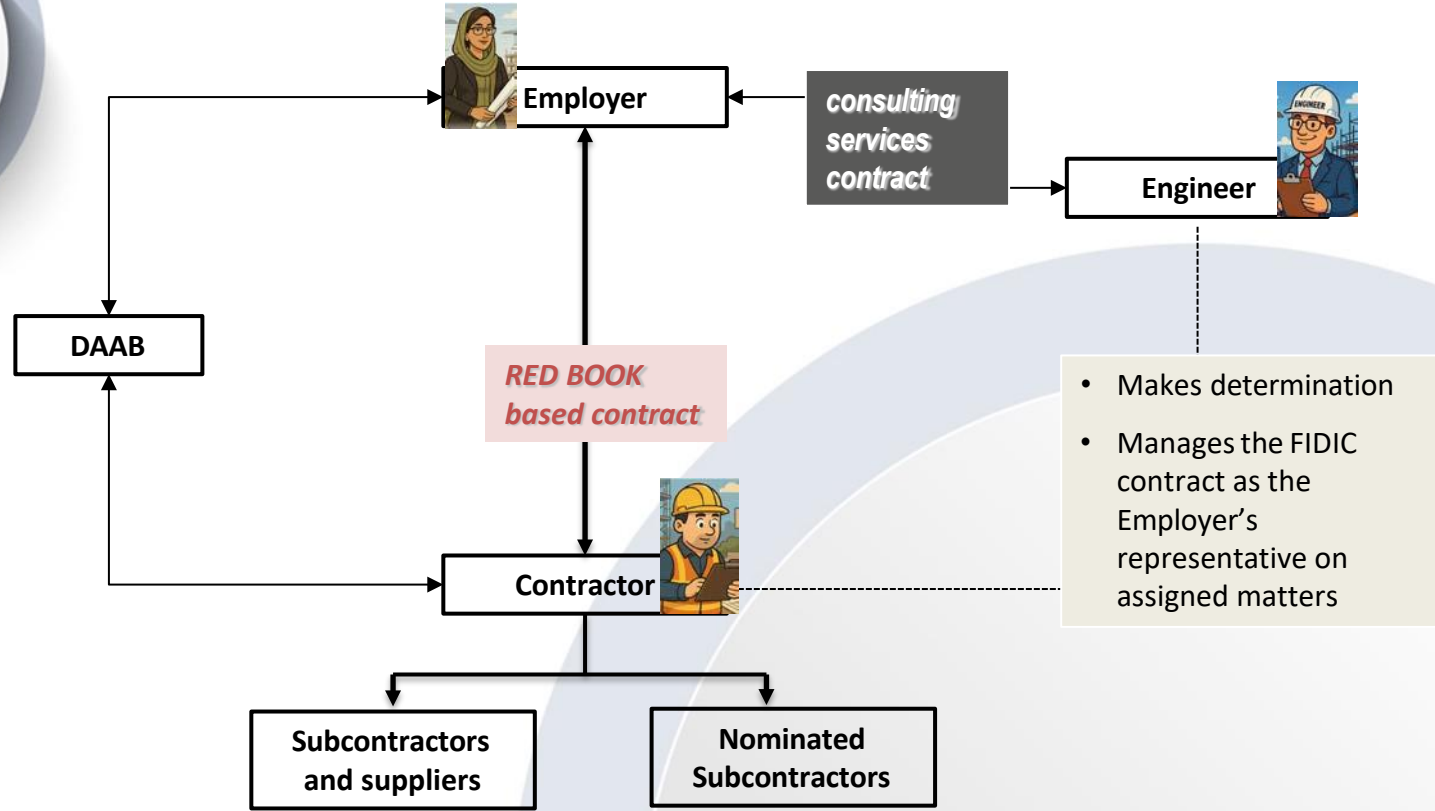 Employer
consulting
services
contract
ENGINEER
Engineer
DAAB
RED BOOK
based contract
• Makes determination
• Manages the FIDIC
contract as the
Employer’s
representative on
assigned matters
Contractor
Subcontractors
and suppliers
Nominated
Subcontractors